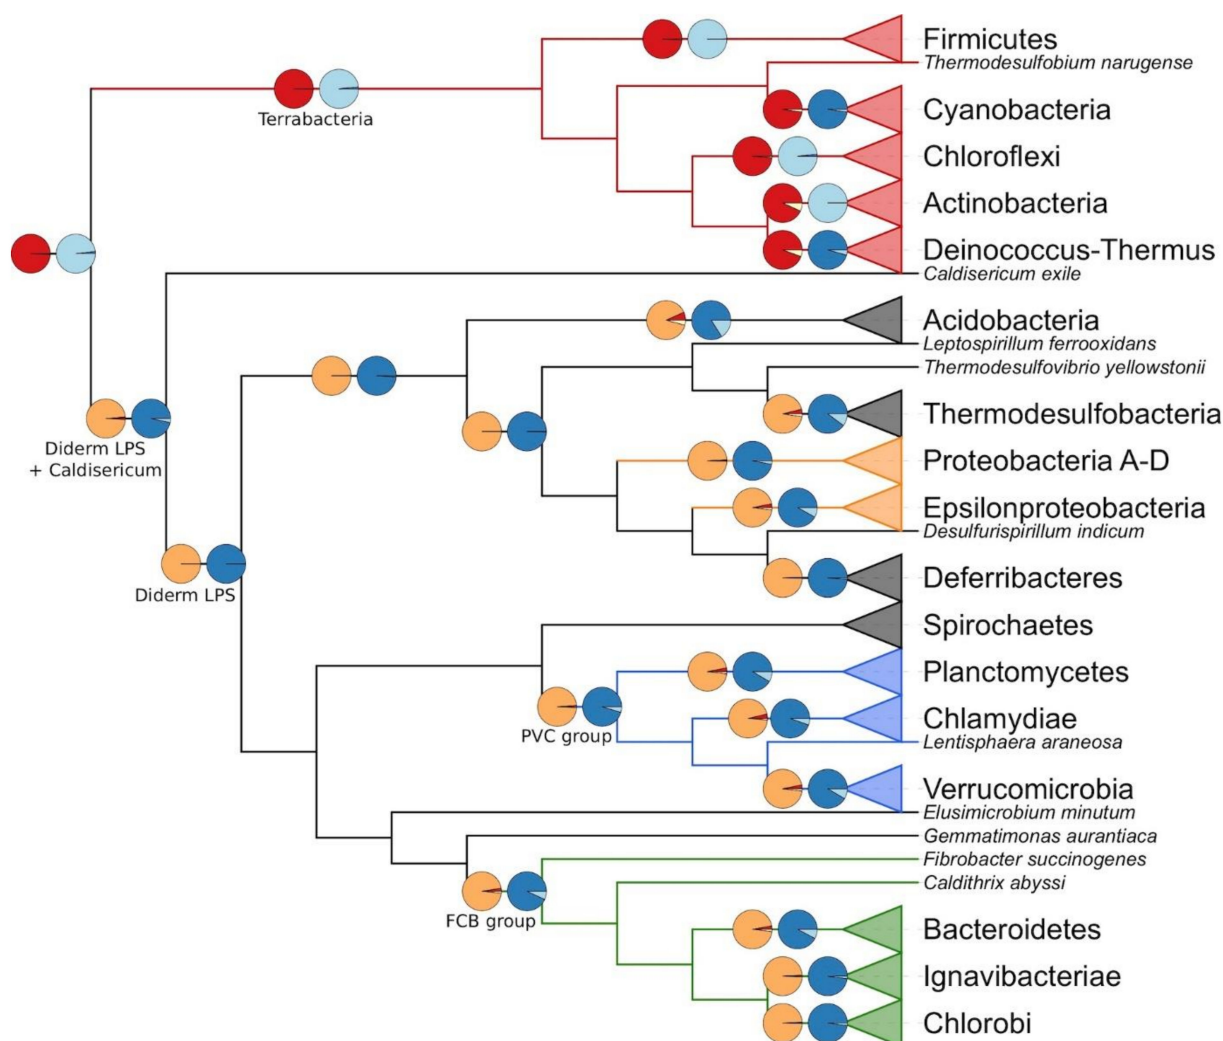 Firmicutes
Thermodesulfobium narugense
Terrabacteria
Cyanobacteria
Chloroflexi
Actinobacteria
Deinococcus-Thermus
Caldisericum exile
Acidobacteria
Leptospirillum ferrooxidans
Thermodesulfovibrio yellowstonii
Thermodesulfobacteria
Diderm LPS
+ Caldisericum
Proteobacteria A-D
Epsilonproteobacteria
Desulfurispirillum indicum
Deferribacteres
Diderm LPS
Spirochaetes
Planctomycetes
Chlamydiae
PVC group
Lentisphaera araneosa
Verrucomicrobia
Elusimicrobium minutum
Gemmatimonas aurantiaca
Fibrobacter succinogenes
Caldithrix abyssi
FCB group
Bacteroidetes
Ignavibacteriae
Chlorobi